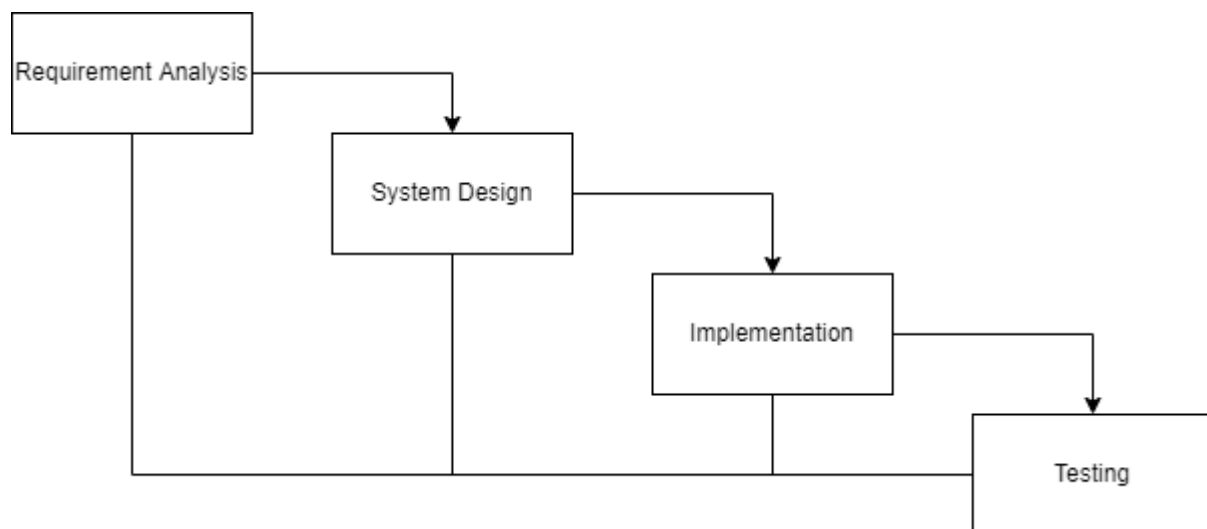 Requirement Analysis
System Design
Implementation
Testing